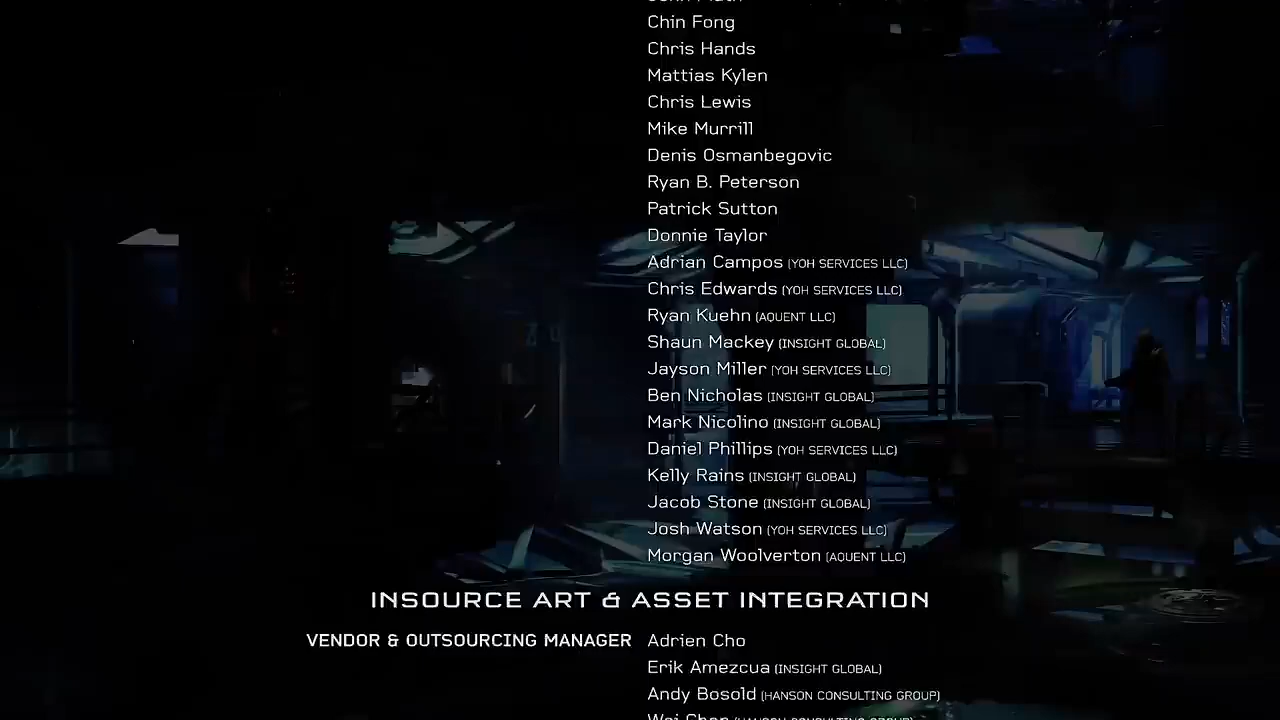 Chin Fong
Chris Hands
Mattias Kylen
Chris Lewis
Mike Murrill
Denis Osmanbegovic
Ryan B. Peterson
Patrick Sutton
Donnie Taylor
Adrian Campos (YOH SERVICES LLC)
Chris Edwards (YOH SERVICES LLC)
Ryan Kuehn (AQUENT LLC)
Shaun Mackey (INSIGHT GLOBAL)
Jayson Miller (YOH SERVICES LLC)
Ben Nicholas (INSIGHT GLOBAL)
Mark Nicolino (INSIGHT GLOBAL)
Daniel Phillips (YOH SERVICES LLC)
Kelly Rains (INSIGHT GLOBAL)
Jacob Stone (INSIGHT GLOBAL)
Josh Watson (YOH SERVICES LLC)
Morgan Woolverton (AQUENT LLC)
INSOURCE ART & ASSET INTEGRATION
VENDOR & OUTSOURCING MANAGER Adrien Cho
Erik Amezcua (INSIGHT GLOBAL)
Andy Bosold (HANSON CONSULTING GROUP)